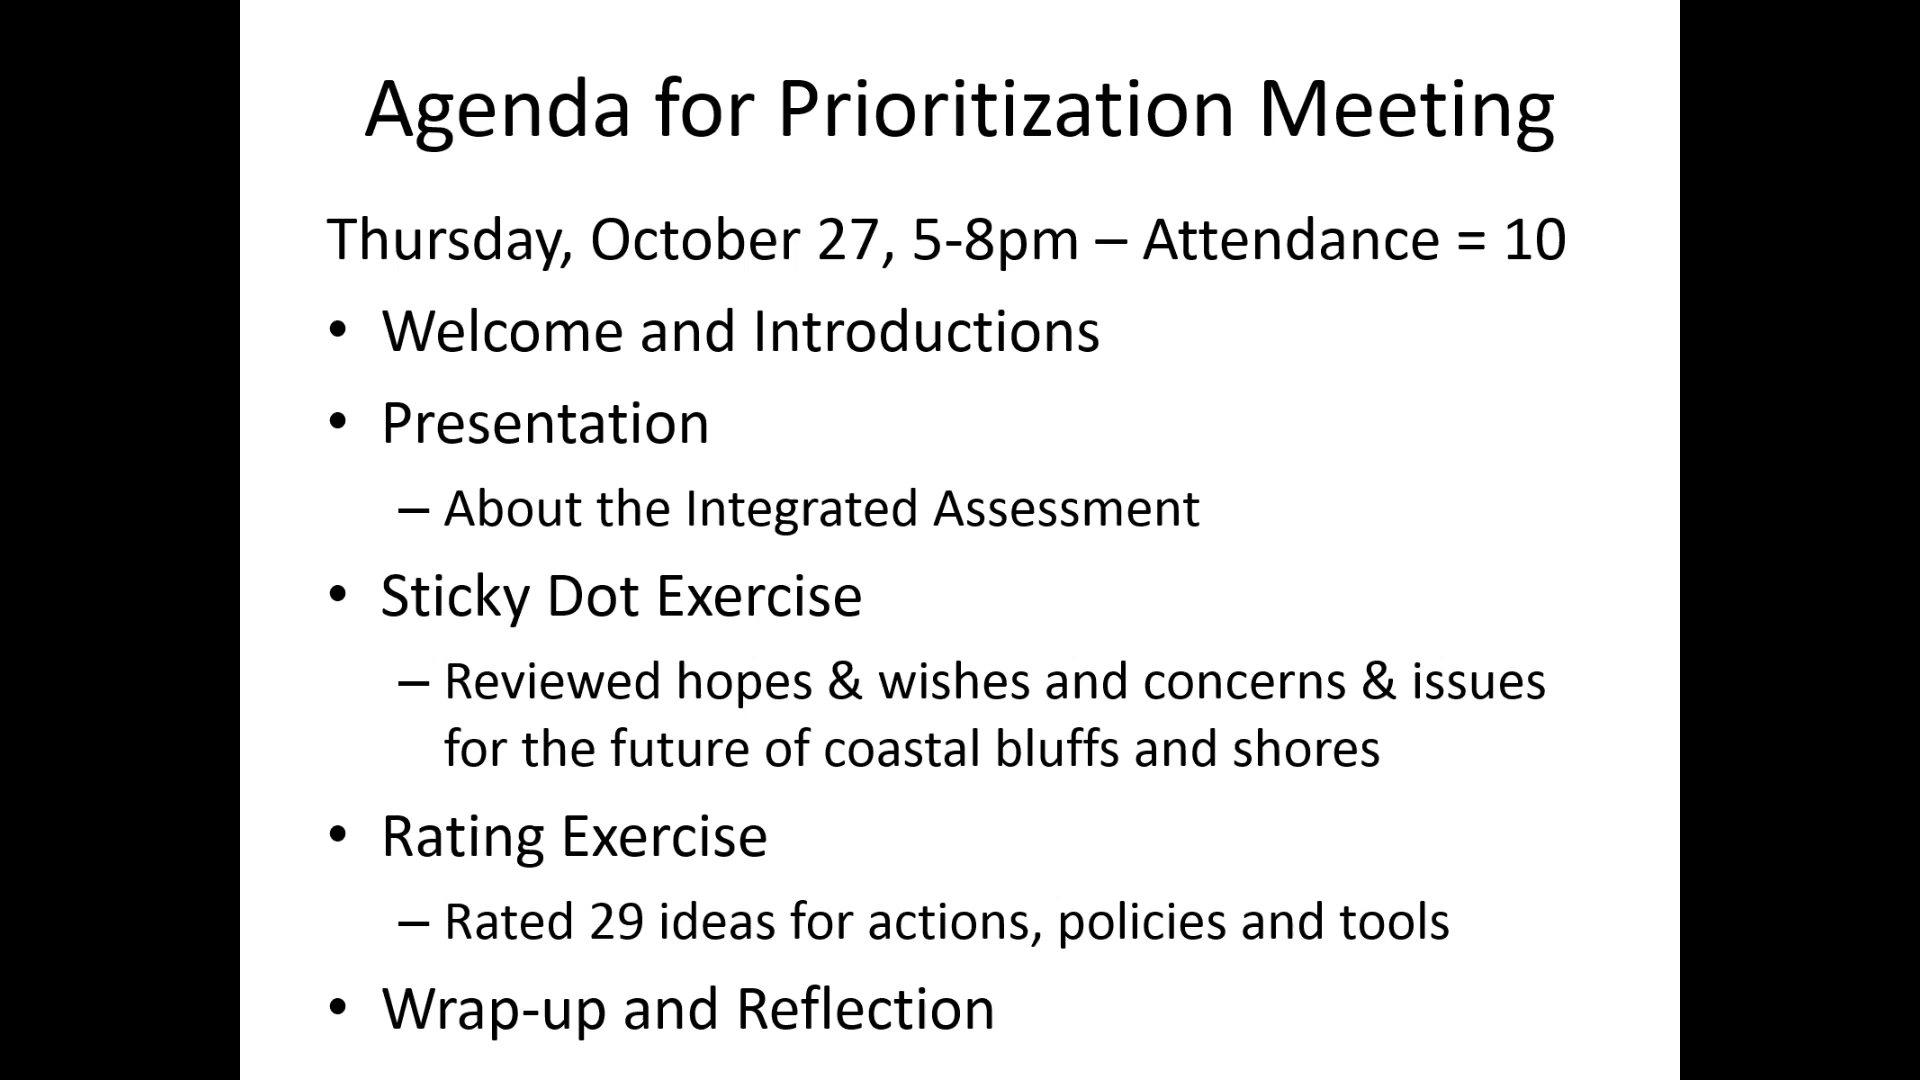 Agenda for Prioritization Meeting
Thursday, October 27, 5-8pm – Attendance = 10
• Welcome and Introductions
• Presentation
– About the Integrated Assessment
• Sticky Dot Exercise
– Reviewed hopes & wishes and concerns & issues
for the future of coastal bluffs and shores
• Rating Exercise
– Rated 29 ideas for actions, policies and tools
• Wrap-up and Reflection